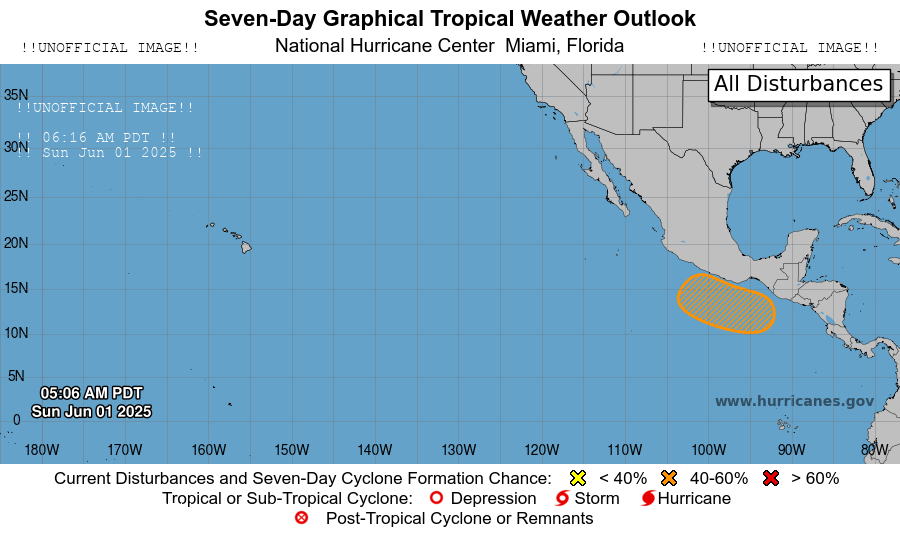 Seven-Day Graphical Tropical Weather Outlook
!!UNOFFICIAL IMAGE!! National Hurricane Center Miami, Florida !!UNOFFICIAL IMAGE!!
All Disturbances
35N
!!UNOFFICIAL IMAGE!!
!! 06:16 AM PDT !!
30N
!! Sun Jun 01 2025 !!
25N
20N
15N
10N
5N
05:06 AM PDT
Sun Jun 01 2025
www.hurricanes.gov
0
180W 170W 160W 150W 140W 130W 120W 110W 100W 90W 80W
Current Disturbances and Seven-Day Cyclone Formation Chance: < 40% 40-60% > 60%
Tropical or Sub-Tropical Cyclone: Depression Storm Hurricane
Post-Tropical Cyclone or Remnants